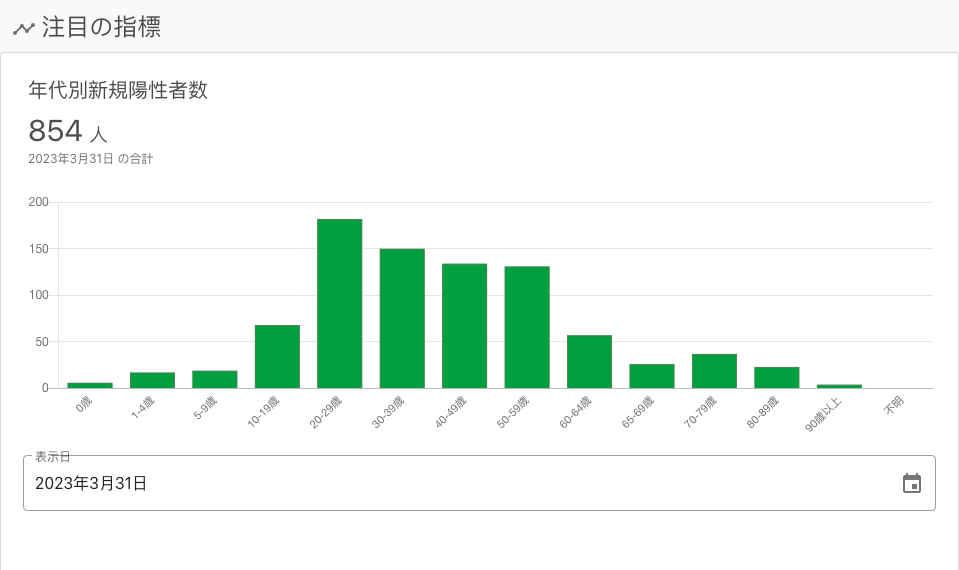 注目の指標
年代別新規陽性者数
854 人
2023年3月31日 の合計
200
150
100
50
0
0歳
1-4歳
5-9歳
10-19歳
20-29歳
30-39歳
40-49歳
50-59歳
60-64歳
65-69歳
70-79歳
80-89歳
90歳以上
不明
表示日
2023年3月31日